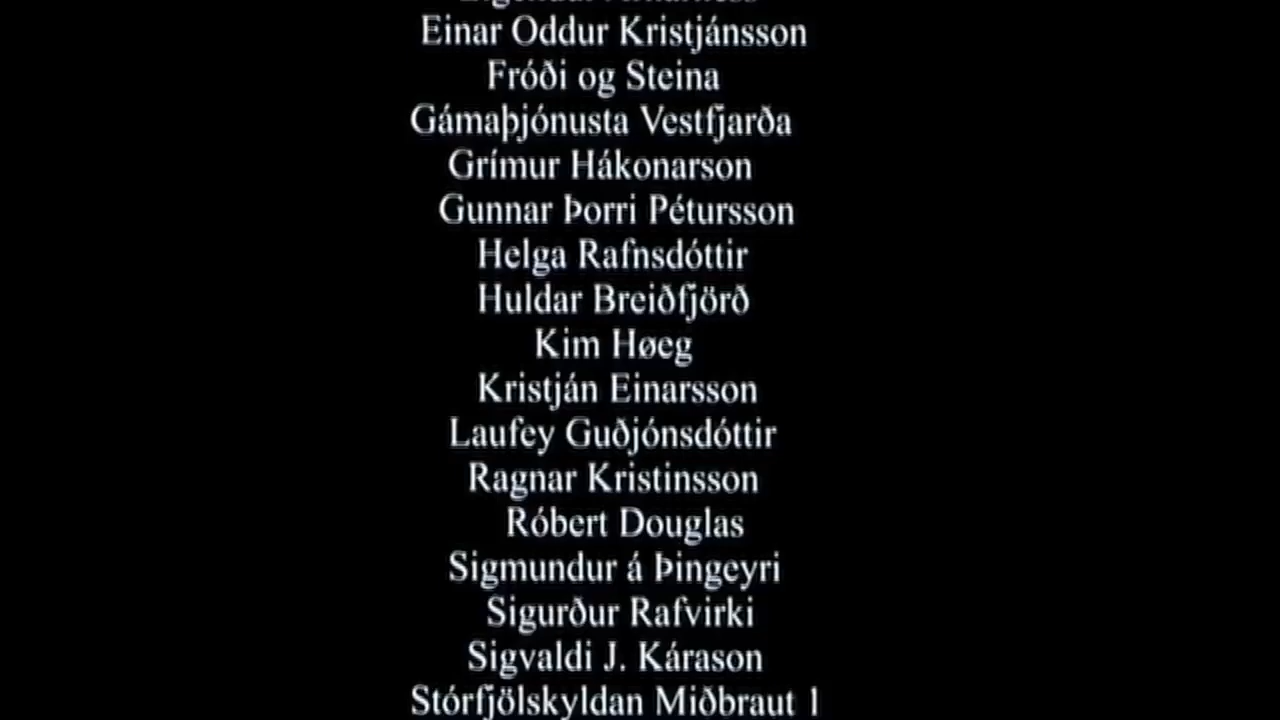 Einar Oddur Kristjánsson
Fróði og Steina
Gámaþjónusta Vestfjarða
Grímur Hákonarson
Gunnar Þorri Pétursson
Helga Rafnsdóttir
Huldar Breiðfjörð
Kim Høeg
Kristján Einarsson
Laufey Guðjónsdóttir
Ragnar Kristinsson
Róbert Douglas
Sigmundur á Þingeyri
Sigurður Rafvirki
Sigvaldi J. Kárason
Stórfjölskyldan Miðbraut 1